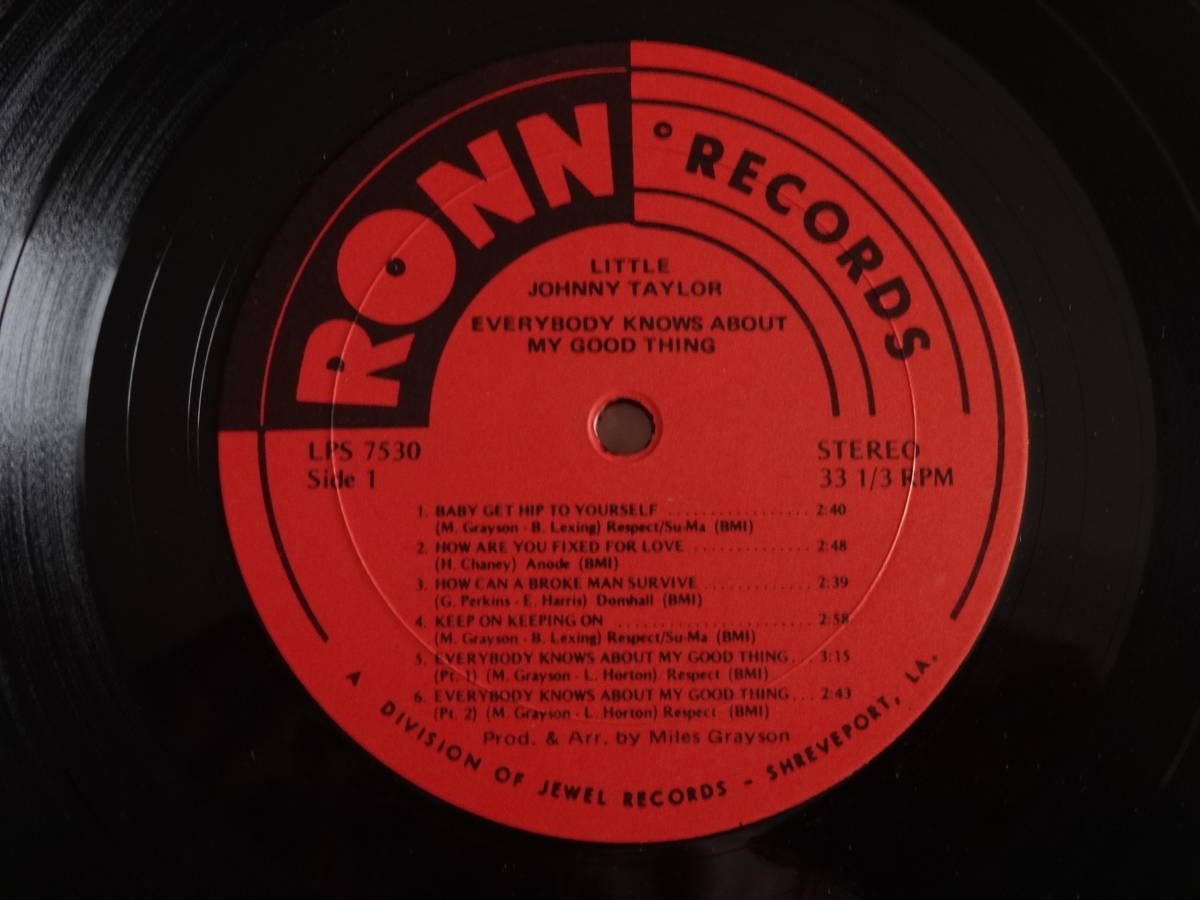 RONN
RECORDS
LITTLE
JOHNNY TAYLOR
EVERYBODY KNOWS ABOUT
MY GOOD THING
LPS 7530
Side 1
STEREO
33 1/3 RPM
1. BABY GET HIP TO YOURSELF .................. 2:40
(M. Grayson - B. Lexing) Respect/Su-Ma (BMI)
2. HOW ARE YOU FIXED FOR LOVE ............... 2:48
(H. Chaney) Anode (BMI)
3. HOW CAN A BROKE MAN SURVIVE .............. 2:39
(G. Perkins - E. Harris) Domhall (BMI)
4. KEEP ON KEEPING ON ........................ 2:58
(M. Grayson - B. Lexing) Respect/Su-Ma (BMI)
5. EVERYBODY KNOWS ABOUT MY GOOD THING... 3:15
(Pt. 1) (M. Grayson - L. Horton) Respect (BMI)
6. EVERYBODY KNOWS ABOUT MY GOOD THING... 2:43
(Pt. 2) (M. Grayson - L. Horton) Respect (BMI)
Prod. & Arr. by Miles Grayson
A DIVISION OF JEWEL RECORDS - SHREVEPORT, LA.